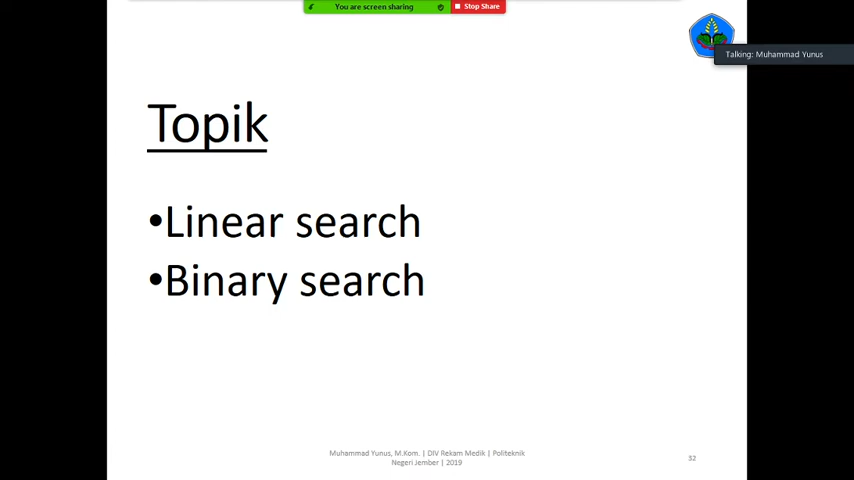 You are screen sharing
Stop Share
Talking: Muhammad Yunus
Topik
•Linear search
•Binary search
Muhammad Yunus, M.Kom. | DIV Rekam Medik | Politeknik
Negeri Jember | 2019
32